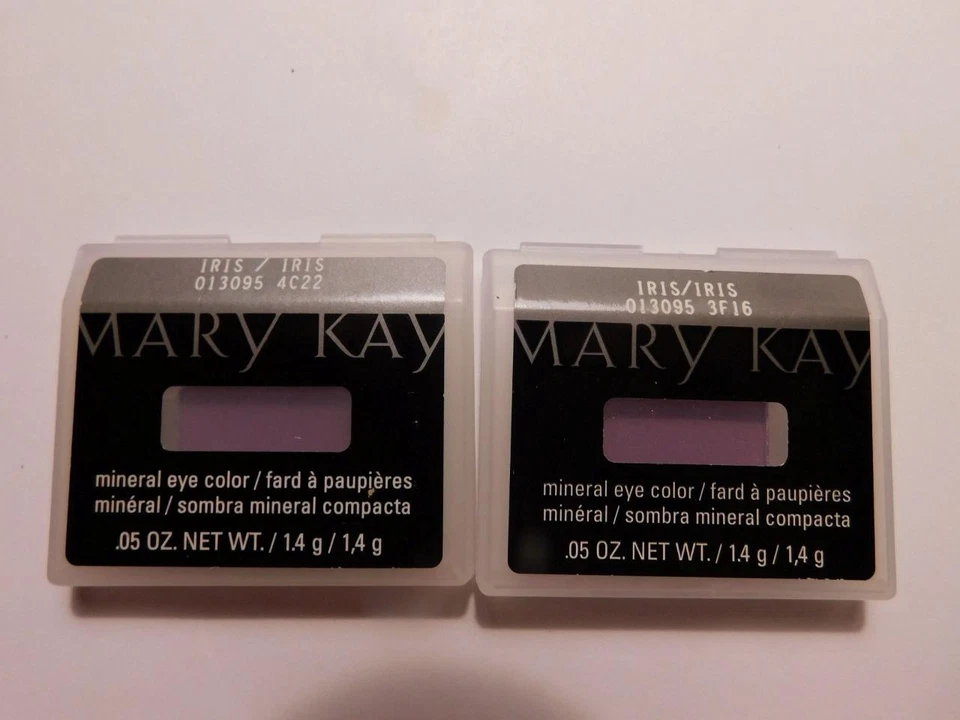 IRIS / IRIS
013095 4C22
MARY KAY
mineral eye color / fard à paupières
minéral / sombra mineral compacta
.05 OZ. NET WT. / 1.4 g / 1,4 g
IRIS/IRIS
013095 3F16
MARY KAY
mineral eye color / fard à paupières
minéral / sombra mineral compacta
.05 OZ. NET WT. / 1.4 g / 1,4 g